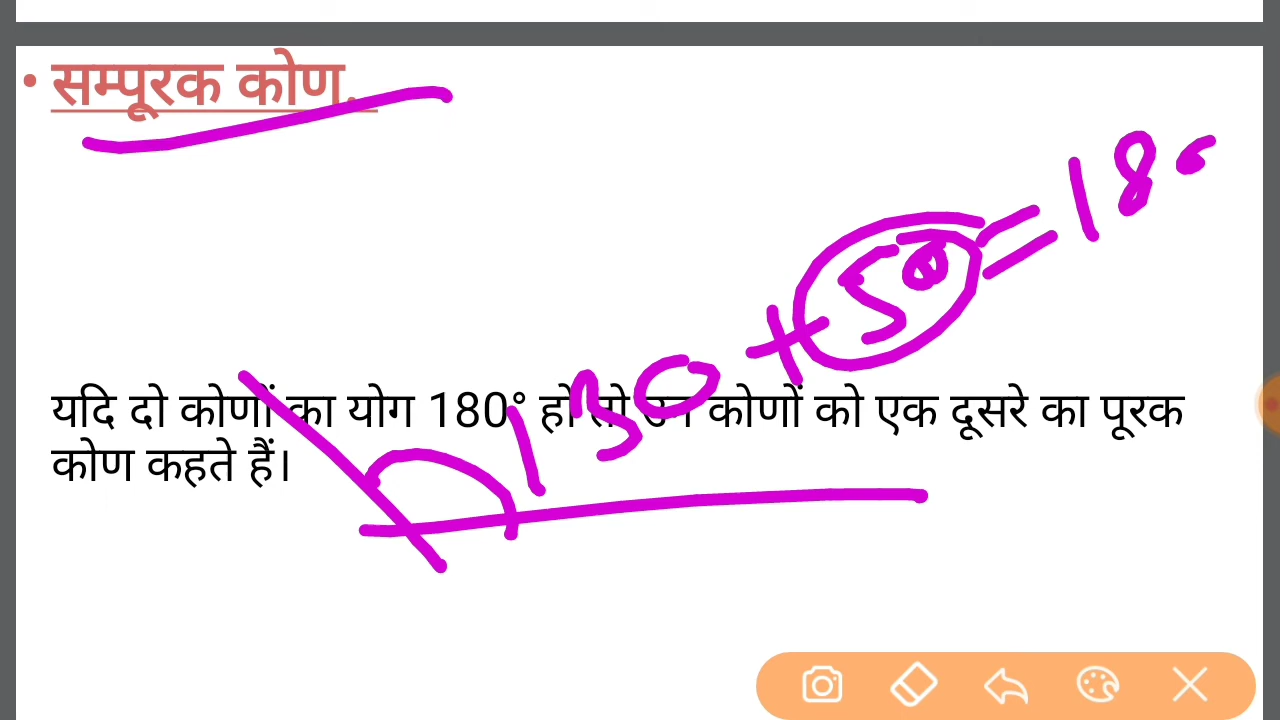 • सम्पूरक कोण.
130 + 50 = 180
यदि दो कोणों का योग 180° हो तो उन कोणों को एक दूसरे का पूरक
कोण कहते हैं।